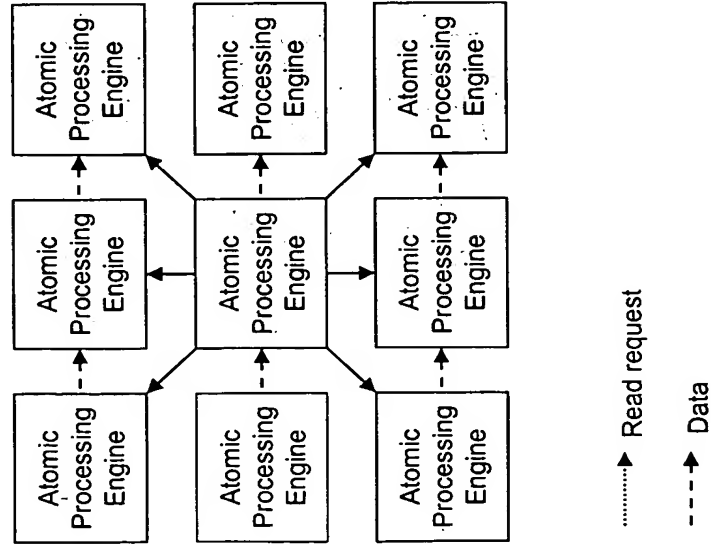 Atomic
Processing
Engine
Atomic
Processing
Engine
Atomic
Processing
Engine
Atomic
Processing
Engine
Atomic
Processing
Engine
Atomic
Processing
Engine
Atomic
Processing
Engine
Atomic
Processing
Engine
Atomic
Processing
Engine
Read request
Data